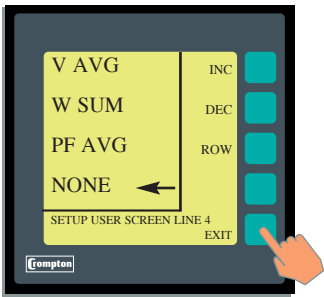 V AVG INC
W SUM DEC
PF AVG ROW
NONE
SETUP USER SCREEN LINE 4
EXIT
Crompton